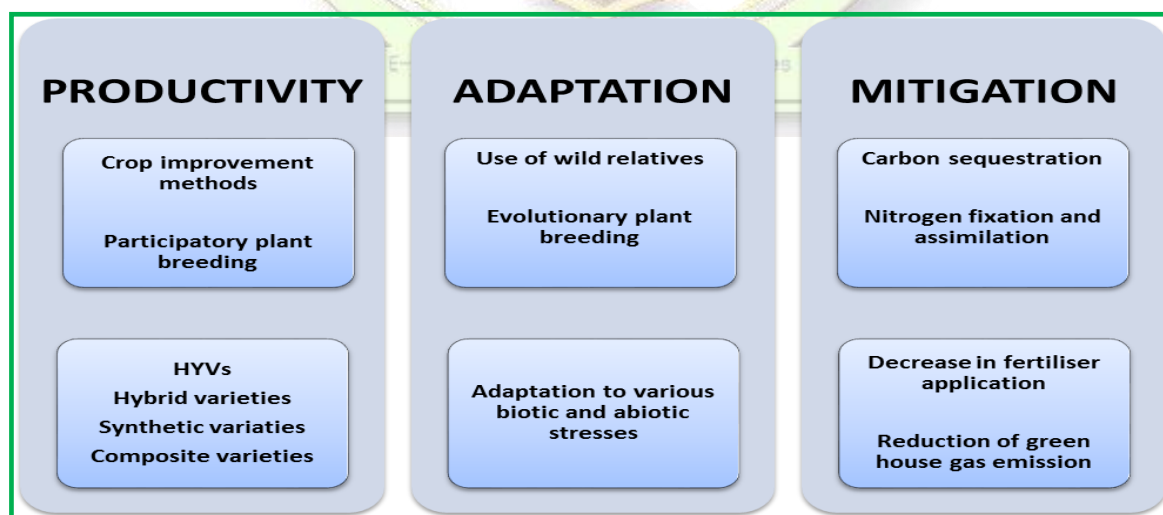 PRODUCTIVITY
Crop improvement
methods
Participatory plant
breeding
HYVs
Hybrid varieties
Synthetic variaties
Composite varieties
ADAPTATION
Use of wild relatives
Evolutionary plant
breeding
Adaptation to various
biotic and abiotic
stresses
MITIGATION
Carbon sequestration
Nitrogen fixation and
assimilation
Decrease in fertiliser
application
Reduction of green
house gas emission